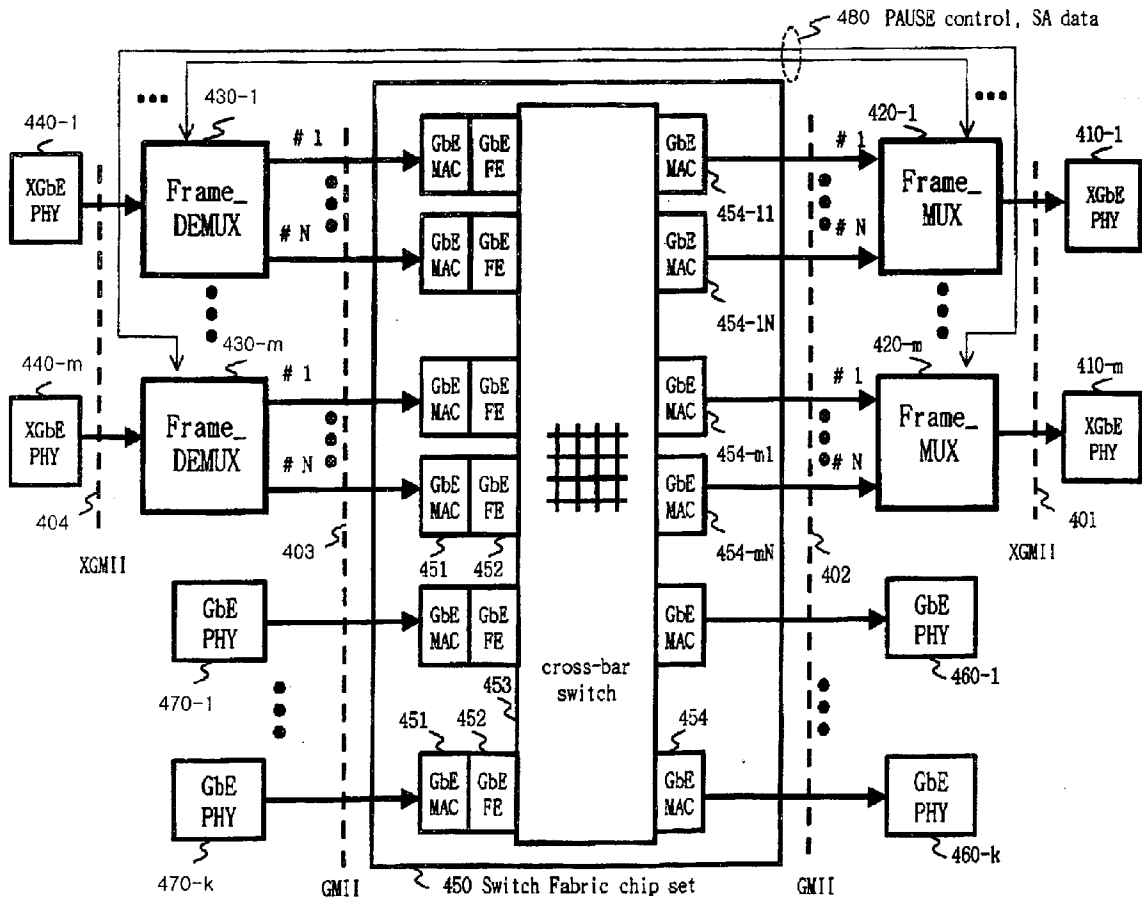 480 PAUSE control, SA data
430-1
420-1
440-1
410-1
XGbE PHY
Frame_ DEMUX
# 1
# N
GbE MAC
GbE FE
GbE MAC
454-11
# 1
# N
Frame_ MUX
XGbE PHY
GbE MAC
GbE FE
GbE MAC
454-1N
440-m
430-m
420-m
410-m
XGbE PHY
Frame_ DEMUX
# 1
# N
GbE MAC
GbE FE
GbE MAC
454-m1
# 1
# N
Frame_ MUX
XGbE PHY
GbE MAC
GbE FE
GbE MAC
454-mN
404
XGMII
403
451
452
402
401
XGMII
GbE PHY
470-1
GbE MAC
GbE FE
cross-bar switch
GbE MAC
GbE PHY
460-1
453
451
452
454
GbE PHY
470-k
GbE MAC
GbE FE
GbE MAC
GbE PHY
460-k
GMII
450 Switch Fabric chip set
GMII